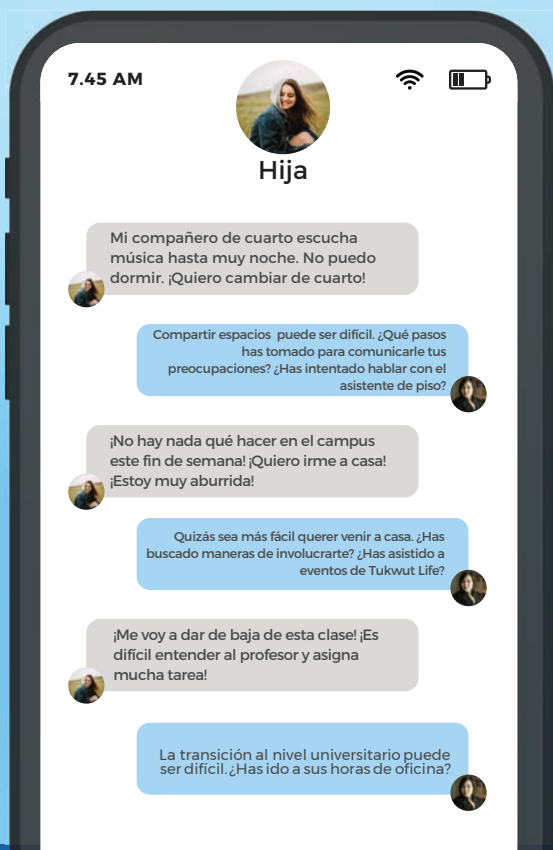 7.45 AM
Hija
Mi compañero de cuarto escucha
música hasta muy noche. No puedo
dormir. ¡Quiero cambiar de cuarto!
Compartir espacios puede ser difícil. ¿Qué pasos
has tomado para comunicarle tus
preocupaciones? ¿Has intentado hablar con el
asistente de piso?
¡No hay nada qué hacer en el campus
este fin de semana! ¡Quiero irme a casa!
¡Estoy muy aburrida!
Quizás sea más fácil querer venir a casa. ¿Has
buscado maneras de involucrarte? ¿Has asistido a
eventos de Tukwut Life?
¡Me voy a dar de baja de esta clase! ¡Es
difícil entender al profesor y asigna
mucha tarea!
La transición al nivel universitario puede
ser difícil. ¿Has ido a sus horas de oficina?